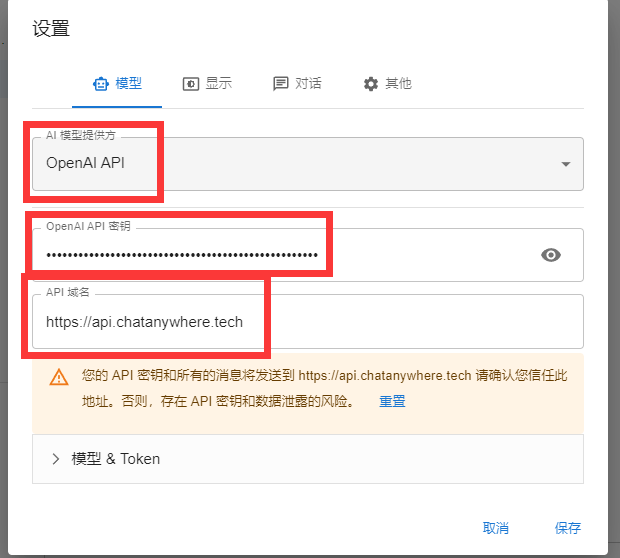 设置
模型 显示 对话 其他
AI 模型提供方
OpenAI API
OpenAI API 密钥
••••••••••••••••••••••••••••••••••••••••••••••••••••
API 域名
https://api.chatanywhere.tech
您的 API 密钥和所有的消息将发送到 https://api.chatanywhere.tech 请确认您信任此
地址。否则，存在 API 密钥和数据泄露的风险。 重置
模型 & Token
取消 保存